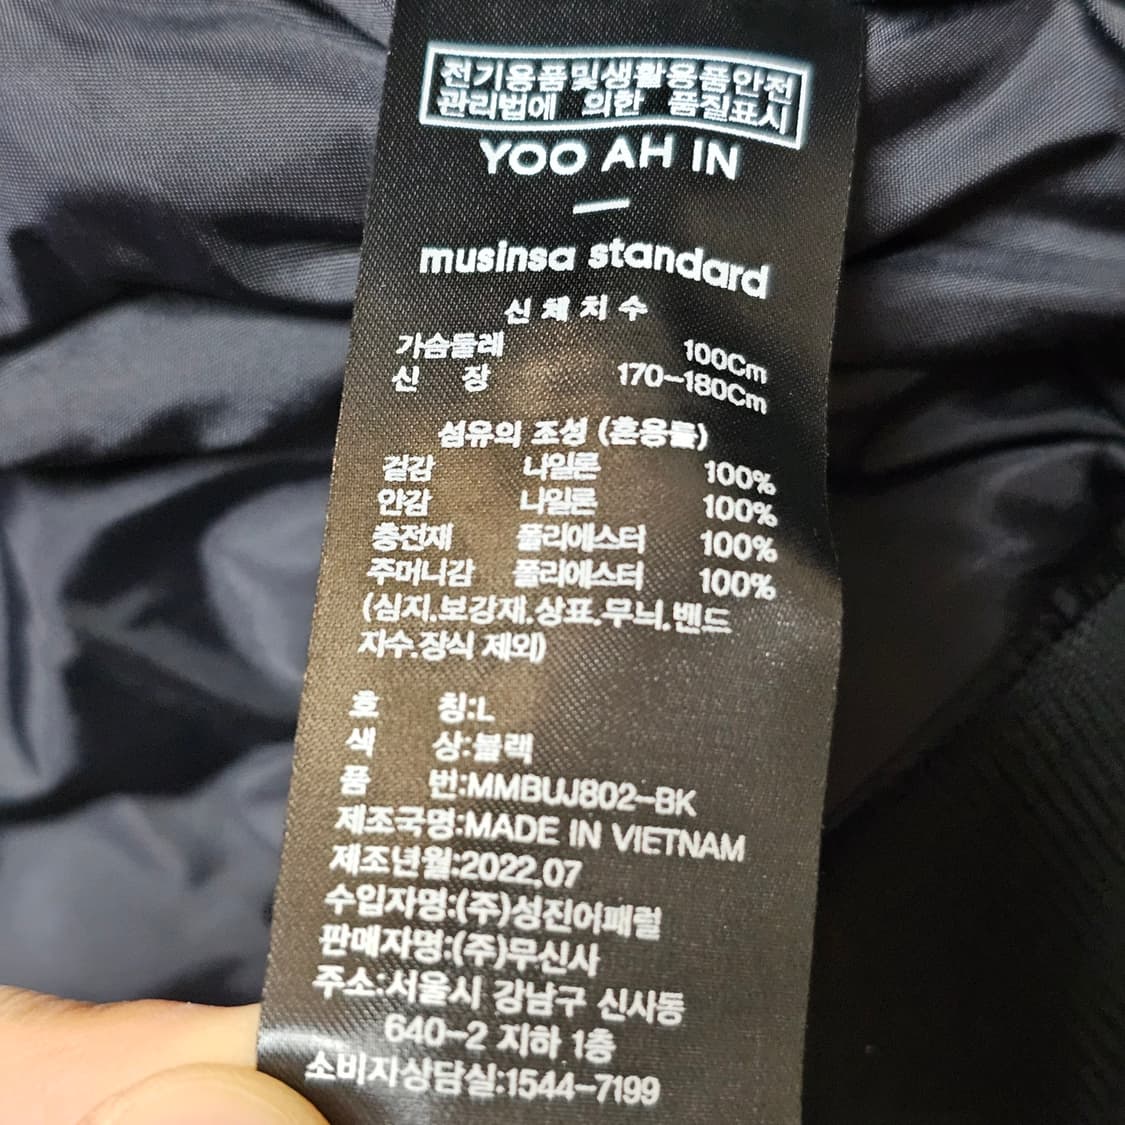 전기용품및생활용품안전
관리법에 의한 품질표시
YOO AH IN
—
musinsa standard
신체치수
가슴둘레 100Cm
신 장 170-180Cm
섬유의 조성 (혼용률)
겉감 나일론 100%
안감 나일론 100%
충전재 폴리에스터 100%
주머니감 폴리에스터 100%
(심지.보강재.상표.무늬.밴드
자수.장식 제외)
호 칭:L
색 상:블랙
품 번:MMBUJ802-BK
제조국명:MADE IN VIETNAM
제조년월:2022.07
수입자명:(주)성진어패럴
판매자명:(주)무신사
주소:서울시 강남구 신사동
640-2 지하 1층
소비자상담실:1544-7199